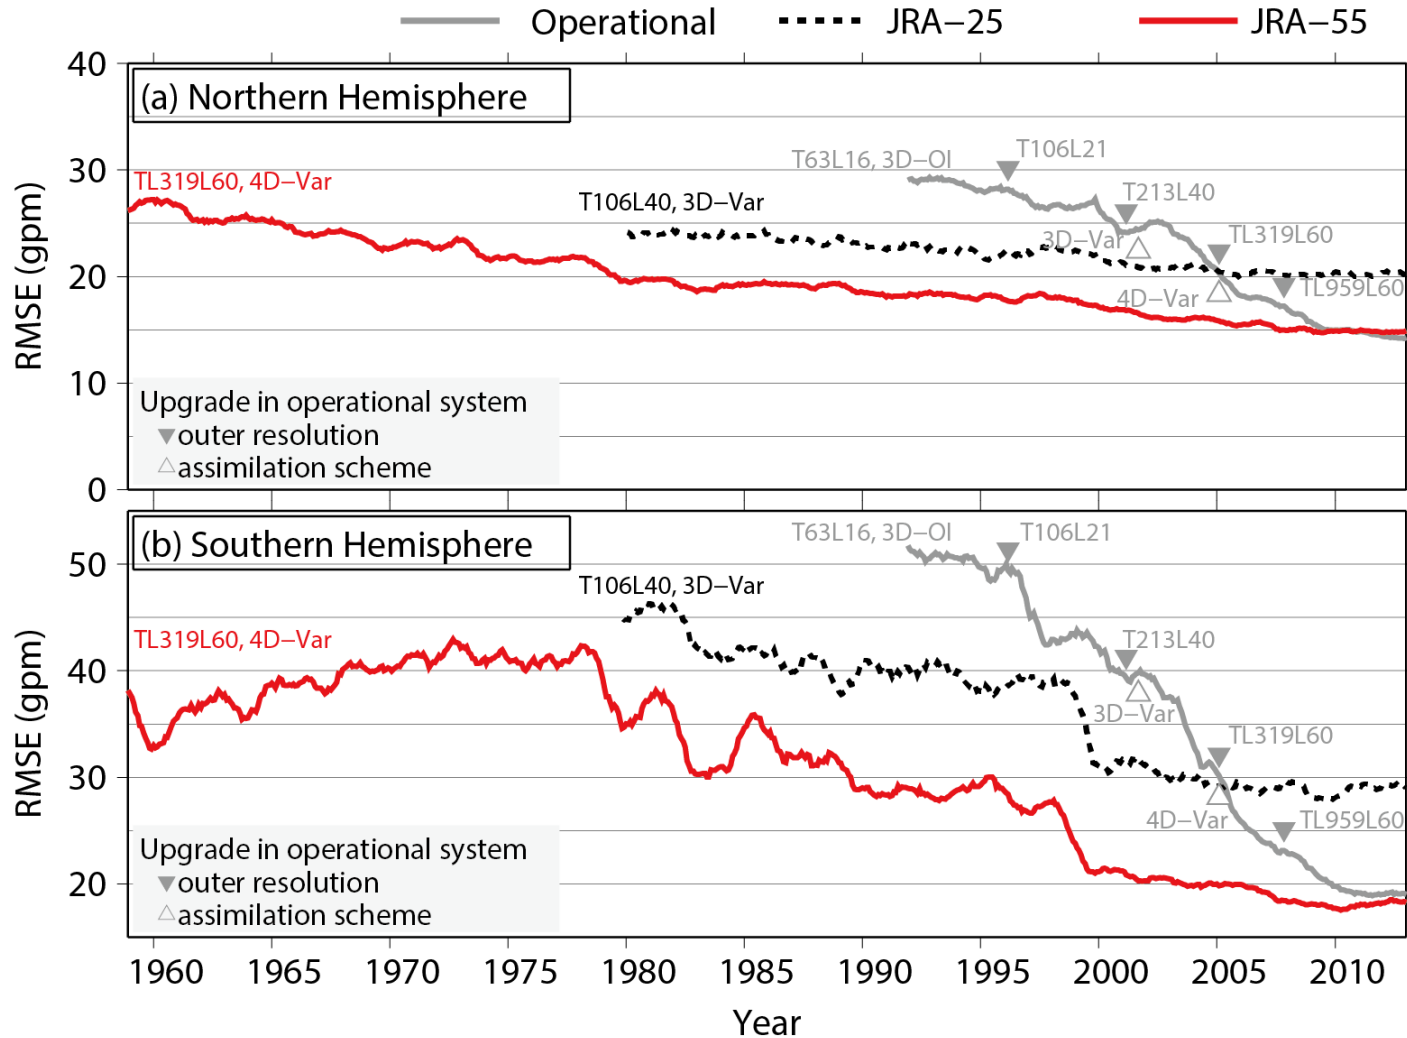 Operational JRA−25 JRA−55
40
(a) Northern Hemisphere
T63L16, 3D−OI T106L21
30
TL319L60, 4D−Var
T106L40, 3D−Var
T213L40
3D−Var
TL319L60
20
4D−Var
TL959L60
RMSE (gpm)
10
Upgrade in operational system
outer resolution
assimilation scheme
0
(b) Southern Hemisphere
T63L16, 3D−OI T106L21
50
T106L40, 3D−Var
TL319L60, 4D−Var
T213L40
40
3D−Var
TL319L60
30
4D−Var
TL959L60
RMSE (gpm)
Upgrade in operational system
outer resolution
20
assimilation scheme
1960 1965 1970 1975 1980 1985 1990 1995 2000 2005 2010
Year